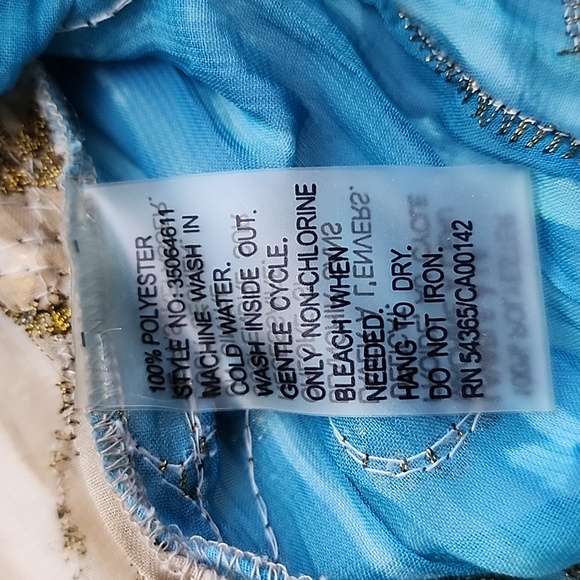 100% POLYESTER
STYLE NO: 35064611
MACHINE WASH IN
COLD WATER.
WASH INSIDE OUT.
GENTLE CYCLE.
ONLY NON-CHLORINE
BLEACH WHEN
NEEDED.
HANG TO DRY.
DO NOT IRON.
RN 54365/CA00142